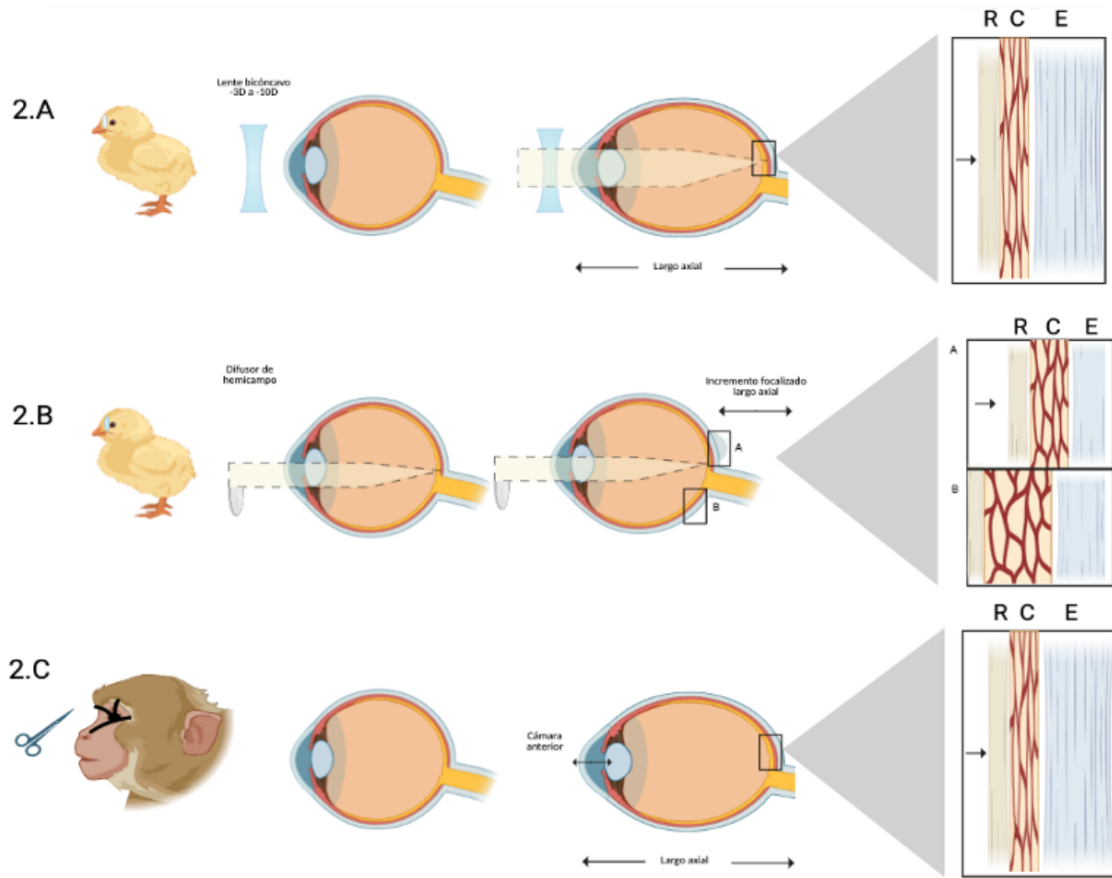 R C E
2.A
Lente bicóncavo
-3D a -10D
Largo axial
R C E
2.B
Difusor de
hemicampo
Incremento focalizado
largo axial
A
A
B
B
R C E
2.C
Cámara
anterior
Largo axial